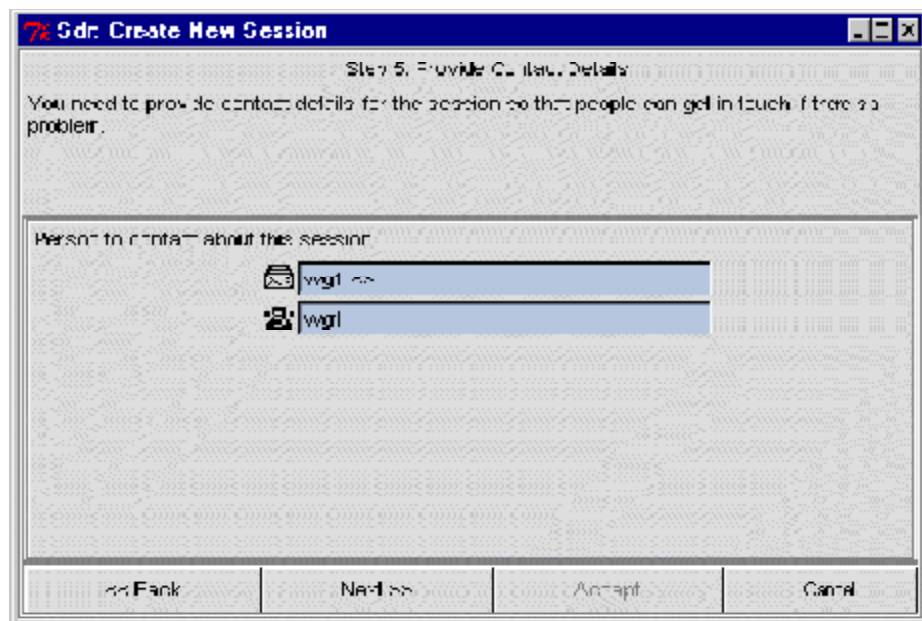 Sdr: Create New Session
Step 5: Provide Contact Details
You need to provide contact details for the session so that people can get in touch if there's a
problem.
Person to contact about this session
<< Back
Next >>
Accept
Cancel